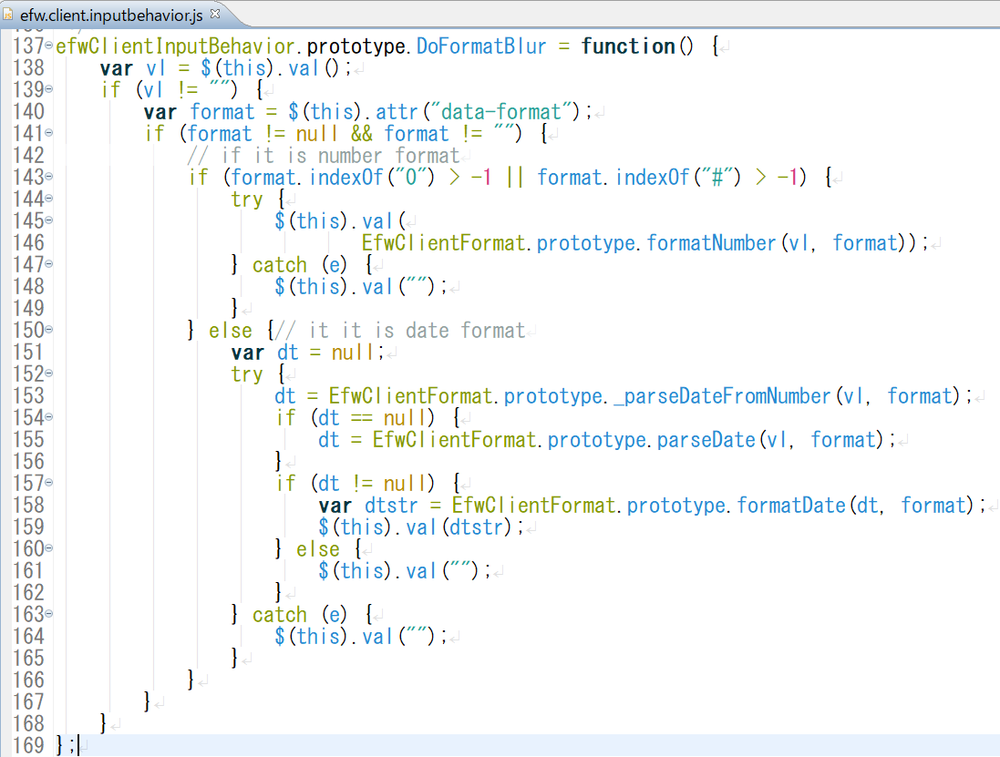 efw.client.inputbehavior.js
137 efwClientInputBehavior.prototype.DoFormatBlur = function() {
138     var vl = $(this).val();
139     if (vl != "") {
140         var format = $(this).attr("data-format");
141         if (format != null && format != "") {
142             // if it is number format
143             if (format.indexOf("0") > -1 || format.indexOf("#") > -1) {
144                 try {
145                     $(this).val(
146                             EfwClientFormat.prototype.formatNumber(vl, format));
147                 } catch (e) {
148                     $(this).val("");
149                 }
150             } else {// it it is date format
151                 var dt = null;
152                 try {
153                     dt = EfwClientFormat.prototype._parseDateFromNumber(vl, format);
154                     if (dt == null) {
155                         dt = EfwClientFormat.prototype.parseDate(vl, format);
156                     }
157                     if (dt != null) {
158                         var dtstr = EfwClientFormat.prototype.formatDate(dt, format);
159                         $(this).val(dtstr);
160                     } else {
161                         $(this).val("");
162                     }
163                 } catch (e) {
164                     $(this).val("");
165                 }
166             }
167         }
168     }
169 };